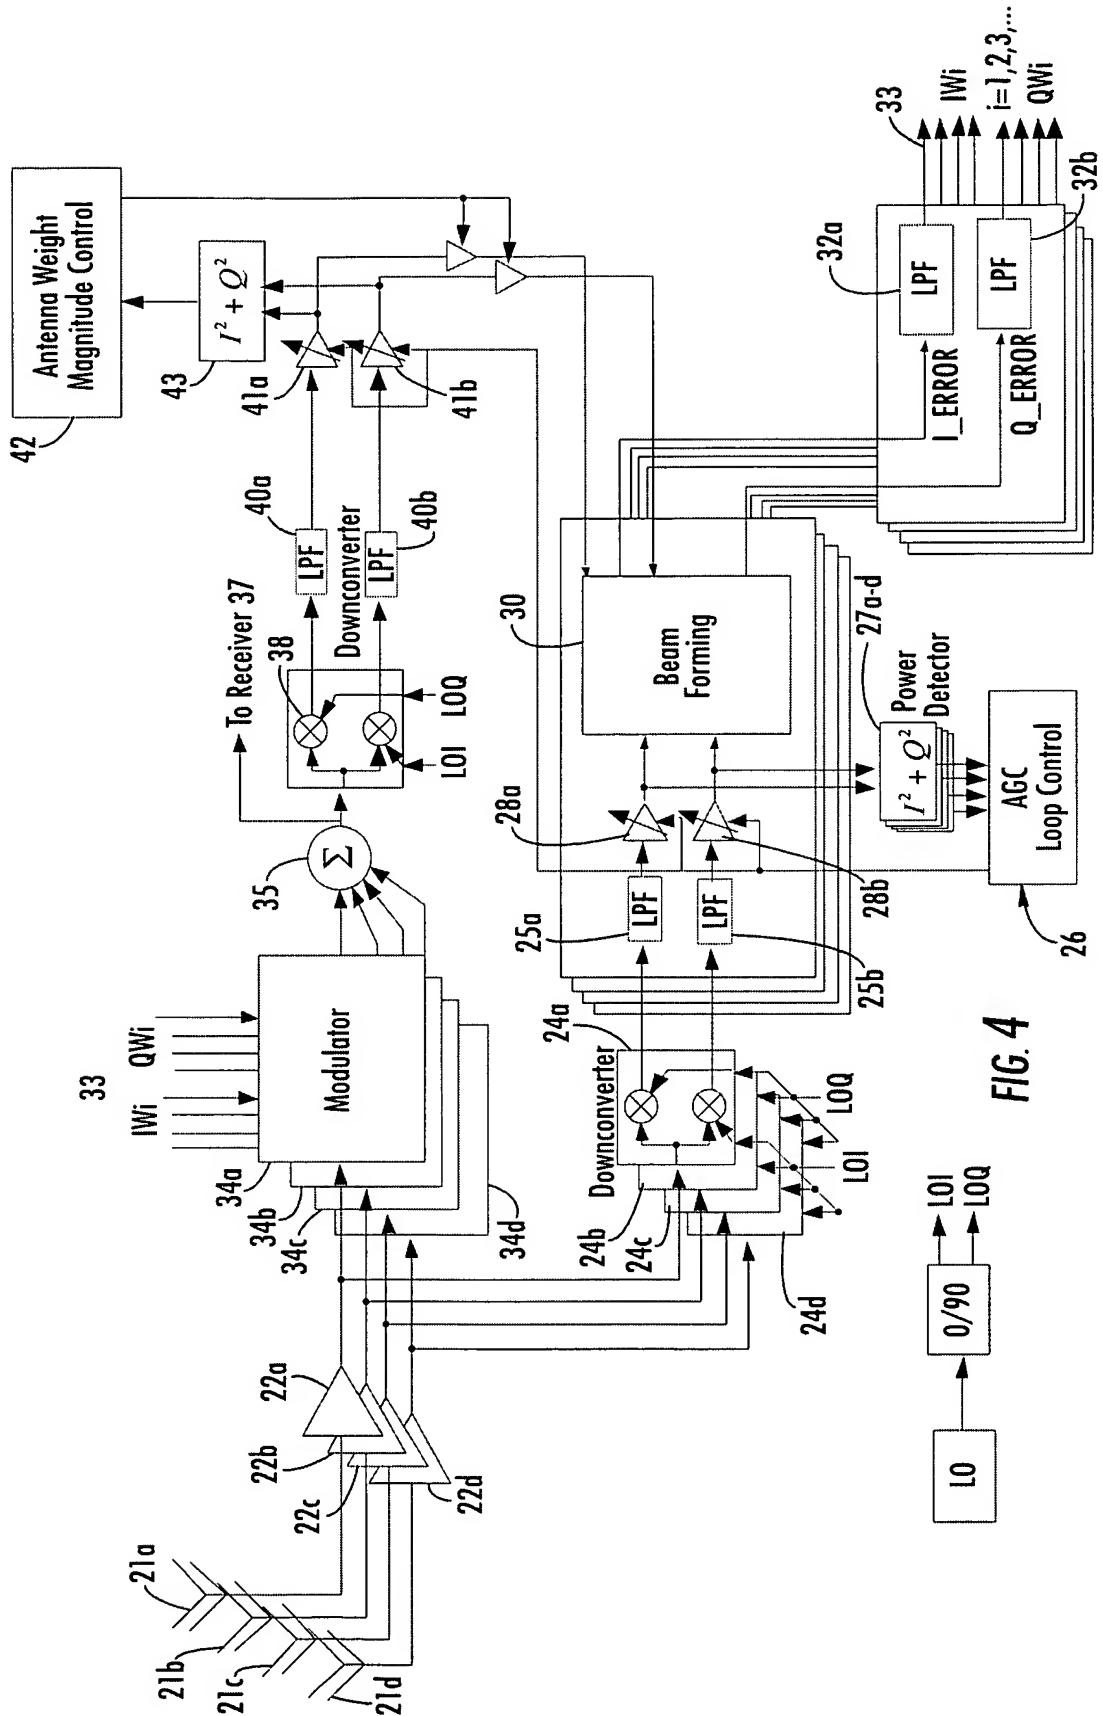 21a
21b
21c
21d
22a
22b
22c
22d
33
IWi
QWi
34a
34b
34c
34d
Modulator
35
Σ
To Receiver 37
38
LOI
LOQ
Downconverter
40a
LPF
LPF
40b
41a
41b
43
I² + Q²
42
Antenna Weight
Magnitude Control
24a
Downconverter
24b
24c
24d
LOI
LOQ
25a
LPF
LPF
25b
28a
28b
30
Beam
Forming
27a-d
Power
Detector
I² + Q²
AGC
Loop Control
26
I_ERROR
Q_ERROR
32a
LPF
LPF
32b
33
IWi
i=1,2,3,...
QWi
LO
0/90
LOI
LOQ
FIG. 4